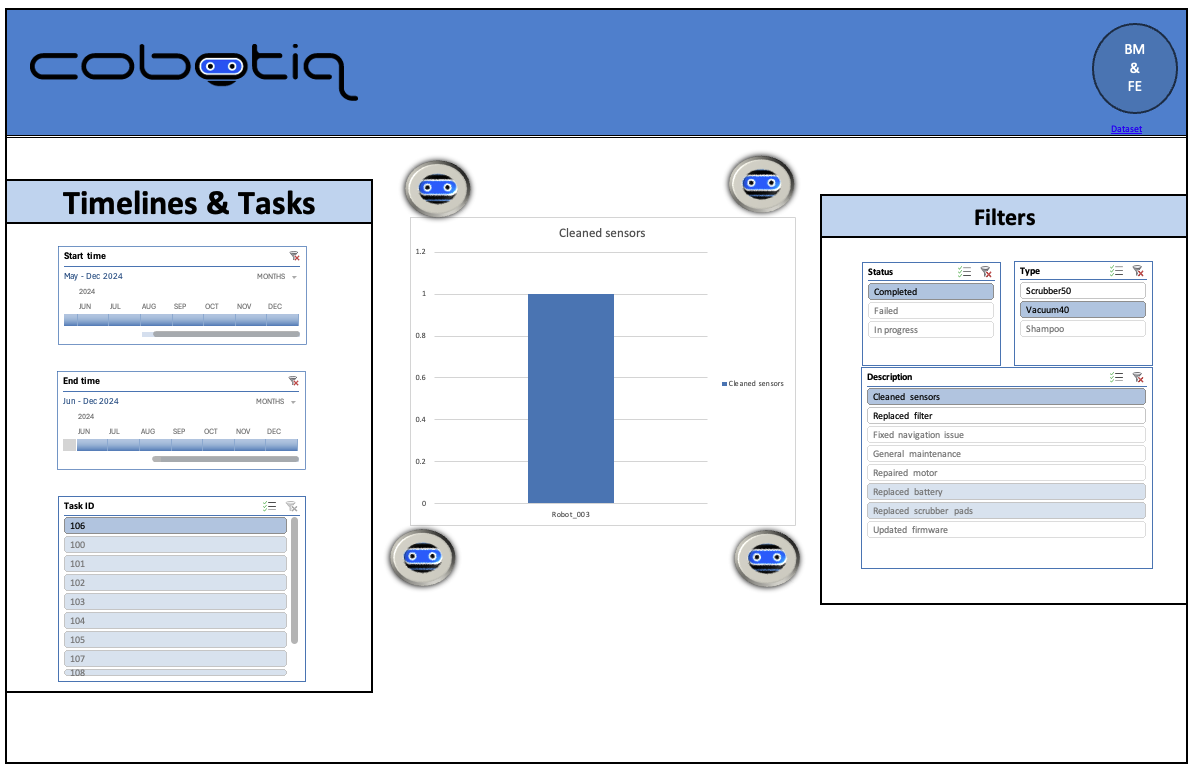 cobotiq
BM
&
FE
Dataset
Timelines & Tasks
Start time
May - Dec 2024
MONTHS
2024
JUN JUL AUG SEP OCT NOV DEC
End time
Jun - Dec 2024
MONTHS
2024
JUN JUL AUG SEP OCT NOV DEC
Task ID
106
100
101
102
103
104
105
107
108
Cleaned sensors
1.2
1
0.8
0.6
0.4
0.2
0
Robot_003
Cleaned sensors
Filters
Status
Completed
Failed
In progress
Type
Scrubber50
Vacuum40
Shampoo
Description
Cleaned sensors
Replaced filter
Fixed navigation issue
General maintenance
Repaired motor
Replaced battery
Replaced scrubber pads
Updated firmware